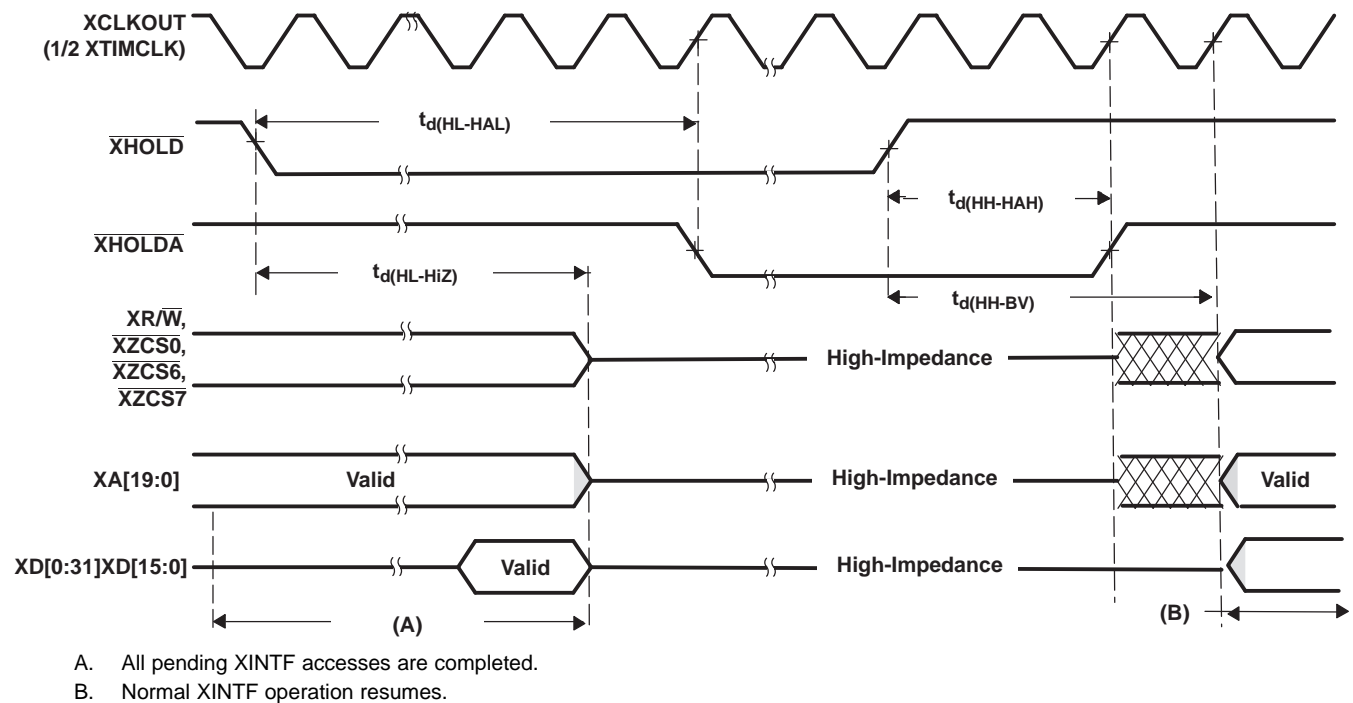 XCLKOUT
(1/2 XTIMCLK)
td(HL-HAL)
XHOLD
td(HH-HAH)
XHOLDA
td(HL-HiZ)
td(HH-BV)
XR/W,
XZCS0,
XZCS6,
XZCS7
High-Impedance
XA[19:0]
Valid
High-Impedance
Valid
XD[0:31]XD[15:0]
Valid
High-Impedance
(A)
(B)
A. All pending XINTF accesses are completed.
B. Normal XINTF operation resumes.